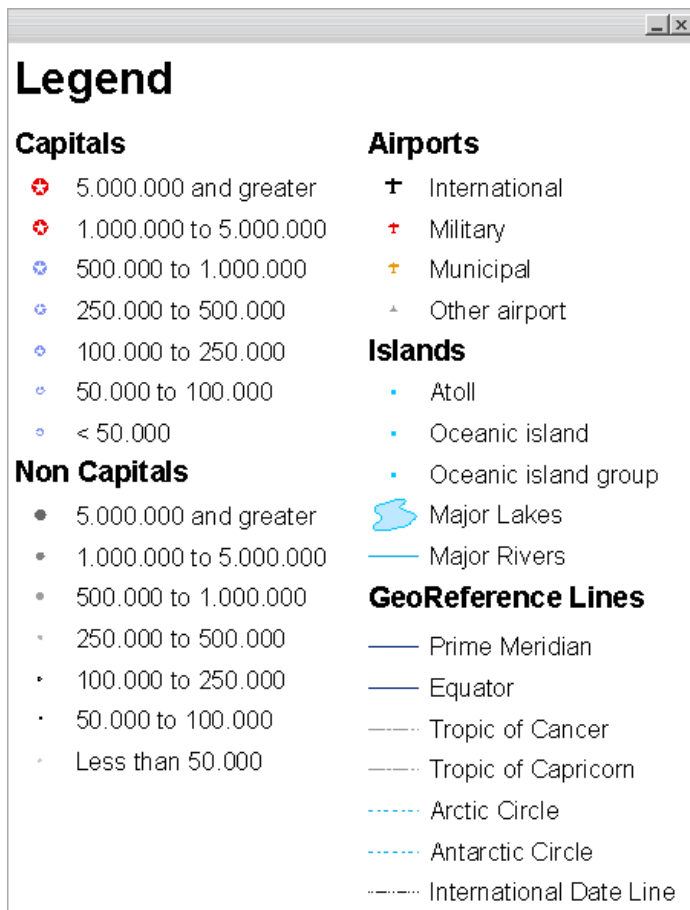 Legend
Capitals
5.000.000 and greater
1.000.000 to 5.000.000
500.000 to 1.000.000
250.000 to 500.000
100.000 to 250.000
50.000 to 100.000
< 50.000
Non Capitals
5.000.000 and greater
1.000.000 to 5.000.000
500.000 to 1.000.000
250.000 to 500.000
100.000 to 250.000
50.000 to 100.000
Less than 50.000
Airports
International
Military
Municipal
Other airport
Islands
Atoll
Oceanic island
Oceanic island group
Major Lakes
Major Rivers
GeoReference Lines
Prime Meridian
Equator
Tropic of Cancer
Tropic of Capricorn
Arctic Circle
Antarctic Circle
International Date Line